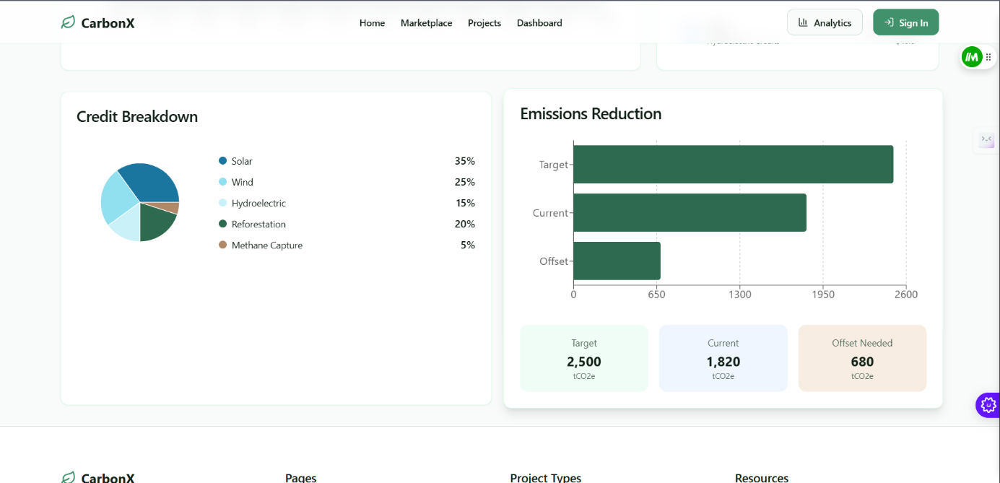 CarbonX
Home Marketplace Projects Dashboard
Analytics
Sign In
Credit Breakdown
Solar 35%
Wind 25%
Hydroelectric 15%
Reforestation 20%
Methane Capture 5%
Emissions Reduction
Target
Current
Offset
0 650 1300 1950 2600
Target
2,500
tCO2e
Current
1,820
tCO2e
Offset Needed
680
tCO2e
CarbonX
Pages
Project Types
Resources